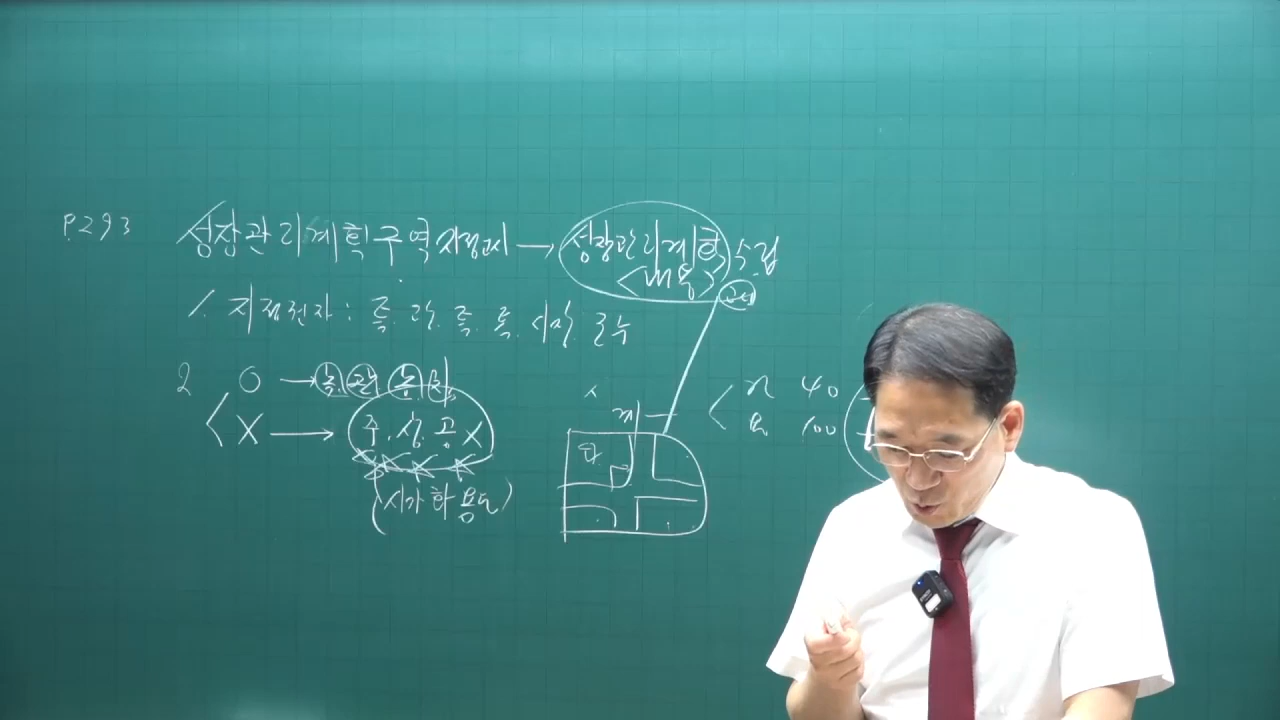 P.293
성장관리계획구역 지정고시 → 성장관리계획 수립
<내용>
1. 지정권자 : 특. 광. 특. 특. 시장. 군수
2 O → 녹. 관. 농. 자.
X → 주. 상. 공 X
(시가화 용도)
계
40
100